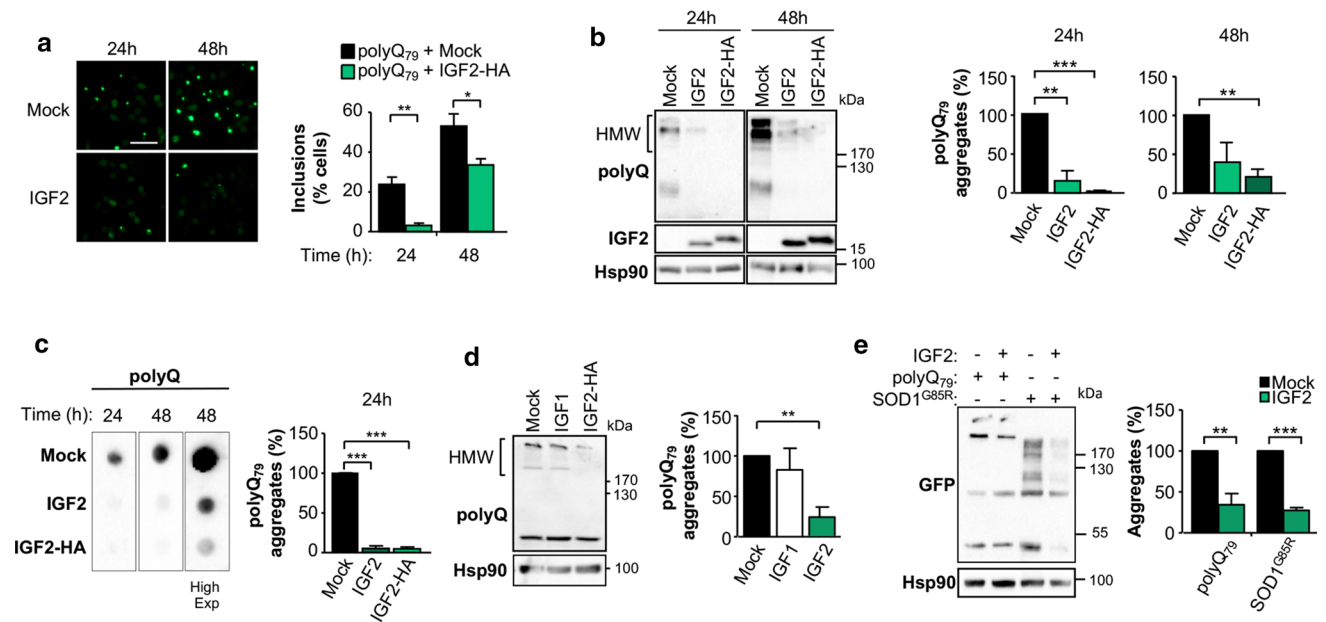 a
24h 48h
Mock
IGF2
polyQ79 + Mock
polyQ79 + IGF2-HA
Inclusions
(% cells)
60
40
20
0
** *
Time (h): 24 48
b
24h 48h
Mock IGF2 IGF2-HA Mock IGF2 IGF2-HA
kDa
HMW
polyQ
170
130
IGF2
15
Hsp90
100
24h
polyQ79
aggregates (%)
150
100
50
0
***
**
Mock IGF2 IGF2-HA
48h
150
100
50
0
**
Mock IGF2 IGF2-HA
c
polyQ
Time (h): 24 48 48
Mock
IGF2
IGF2-HA
High
Exp
24h
polyQ79
aggregates (%)
150
100
50
0
***
***
Mock IGF2 IGF2-HA
d
Mock IGF1 IGF2-HA
kDa
HMW
170
130
polyQ
Hsp90
100
polyQ79
aggregates (%)
150
100
50
0
**
Mock IGF1 IGF2
e
IGF2: - + - +
polyQ79: + + - -
SOD1G85R: - - + +
kDa
170
130
GFP
55
Hsp90
100
Mock
IGF2
Aggregates (%)
150
100
50
0
** ***
polyQ79 SOD1G85R